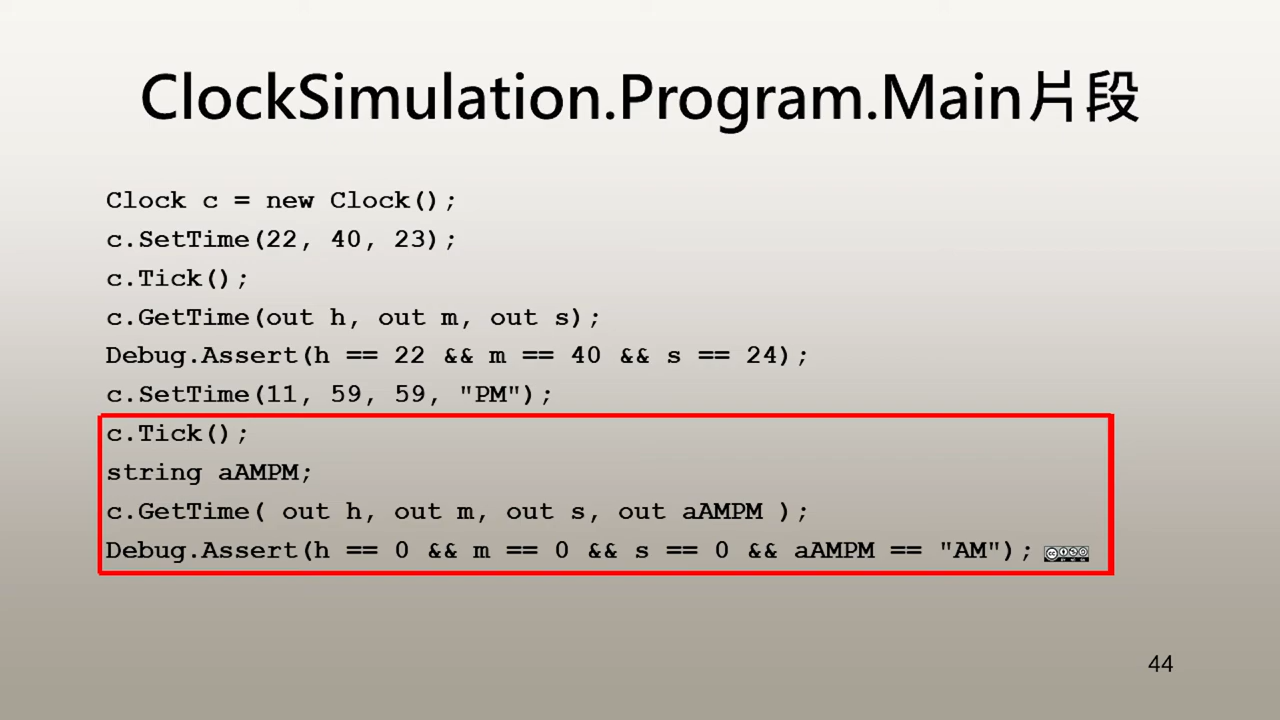 ClockSimulation.Program.Main片段
Clock c = new Clock();
c.SetTime(22, 40, 23);
c.Tick();
c.GetTime(out h, out m, out s);
Debug.Assert(h == 22 && m == 40 && s == 24);
c.SetTime(11, 59, 59, "PM");
c.Tick();
string aAMPM;
c.GetTime( out h, out m, out s, out aAMPM );
Debug.Assert(h == 0 && m == 0 && s == 0 && aAMPM == "AM");
44